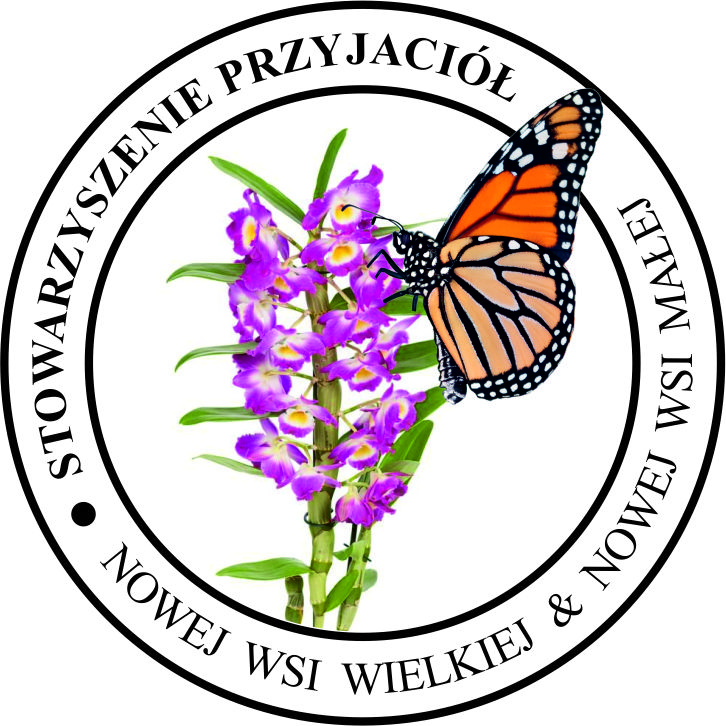 STOWARZYSZENIE PRZYJACIÓŁ
NOWEJ WSI WIELKIEJ & NOWEJ WSI MAŁEJ